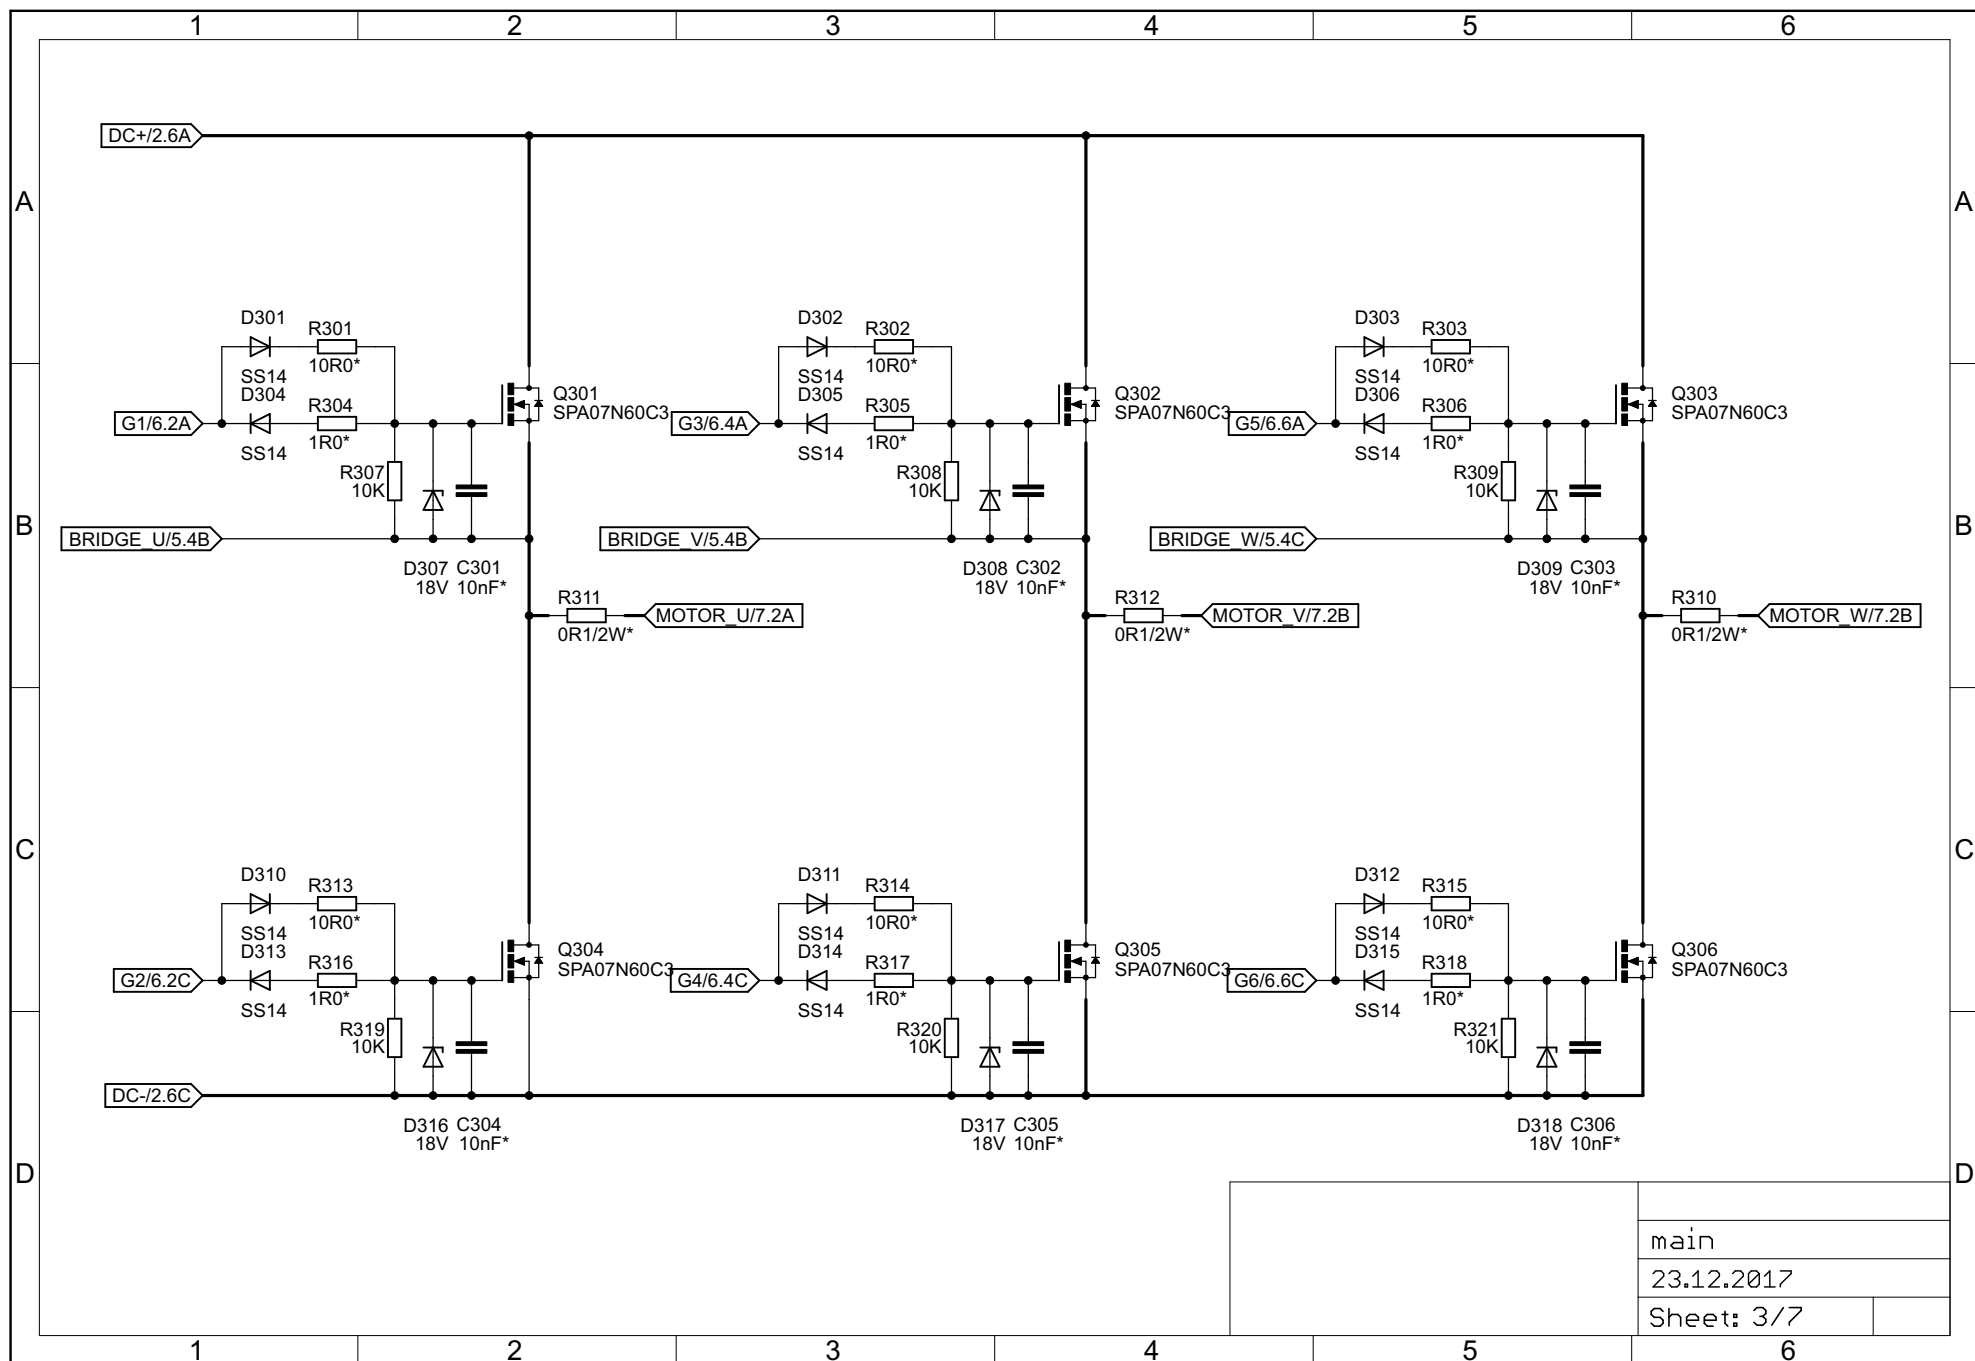 1 2 3 4 5 6
DC+/2.6A
A A
D301 D302 D303
R301 R302 R303
10R0* 10R0* 10R0*
SS14 SS14 SS14
D304 Q301 D305 Q302 D306 Q303
R304 SPA07N60C3 R305 SPA07N60C3 R306 SPA07N60C3
G1/6.2A G3/6.4A G5/6.6A
1R0* 1R0* 1R0*
SS14 SS14 SS14
R307 R308 R309
10K 10K 10K
B B
BRIDGE_U/5.4B BRIDGE_V/5.4B BRIDGE_W/5.4C
D307 C301 D308 C302 D309 C303
18V 10nF* 18V 10nF* 18V 10nF*
R311 R312 R310
MOTOR_U/7.2A MOTOR_V/7.2B MOTOR_W/7.2B
0R1/2W* 0R1/2W* 0R1/2W*
C C
D310 D311 D312
R313 R314 R315
10R0* 10R0* 10R0*
SS14 SS14 SS14
D313 Q304 D314 Q305 D315 Q306
R316 SPA07N60C3 R317 SPA07N60C3 R318 SPA07N60C3
G2/6.2C G4/6.4C G6/6.6C
1R0* 1R0* 1R0*
SS14 SS14 SS14
R319 R320 R321
10K 10K 10K
DC-/2.6C
D316 C304 D317 C305 D318 C306
18V 10nF* 18V 10nF* 18V 10nF*
D D
main
23.12.2017
Sheet: 3/7
1 2 3 4 5 6